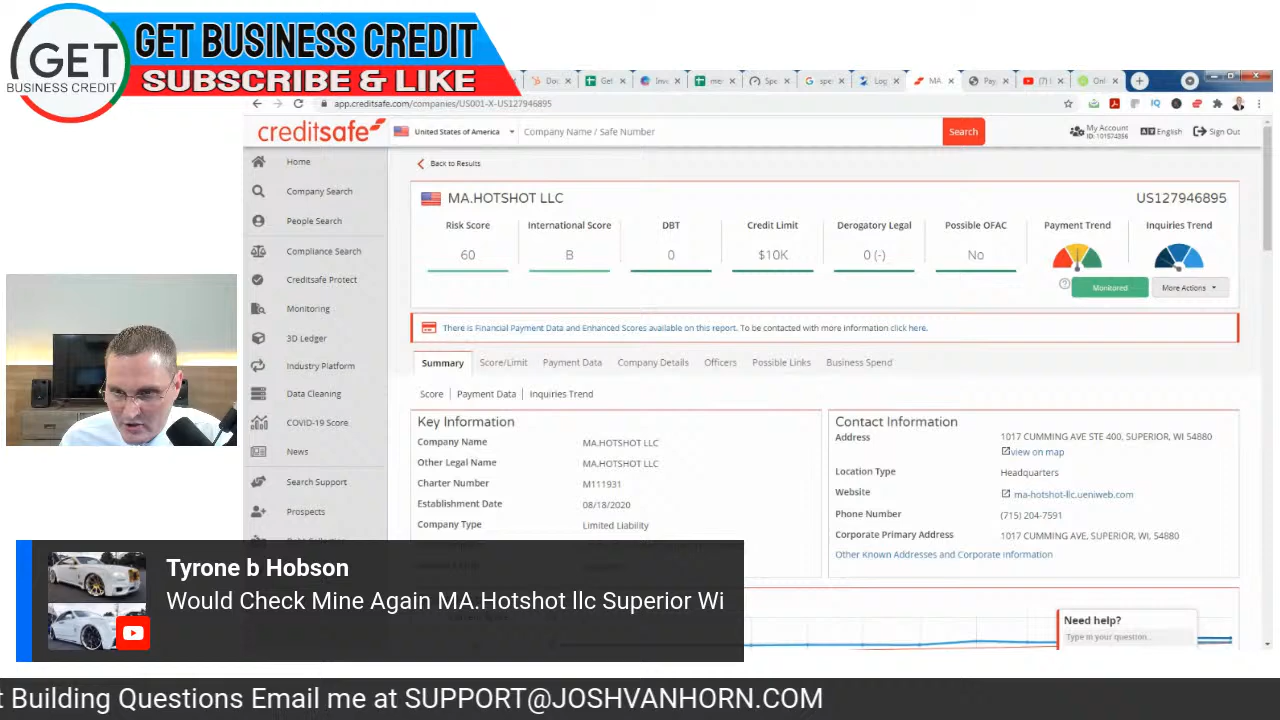 GET
BUSINESS CREDIT
GET BUSINESS CREDIT
SUBSCRIBE & LIKE
app.creditsafe.com/companies/US001-X-US127946895
creditsafe
United States of America
Company Name / Safe Number
Search
My Account
ID: 101574356
English
Sign Out
Home
Company Search
People Search
Compliance Search
Creditsafe Protect
Monitoring
3D Ledger
Industry Platform
Data Cleaning
COVID-19 Score
News
Search Support
Prospects
Back to Results
MA.HOTSHOT LLC
US127946895
Risk Score
International Score
DBT
Credit Limit
Derogatory Legal
Possible OFAC
Payment Trend
Inquiries Trend
60
B
0
$10K
0 (-)
No
Monitored
More Actions
There is Financial Payment Data and Enhanced Scores available on this report. To be contacted with more information click here.
Summary
Score/Limit
Payment Data
Company Details
Officers
Possible Links
Business Spend
Score | Payment Data | Inquiries Trend
Key Information
Company Name MA.HOTSHOT LLC
Other Legal Name MA.HOTSHOT LLC
Charter Number M111931
Establishment Date 08/18/2020
Company Type Limited Liability
Contact Information
Address 1017 CUMMING AVE STE 400, SUPERIOR, WI 54880
view on map
Location Type Headquarters
Website ma-hotshot-llc.ueniweb.com
Phone Number (715) 204-7591
Corporate Primary Address 1017 CUMMING AVE, SUPERIOR, WI, 54880
Other Known Addresses and Corporate Information
Need help?
Type in your question...
Tyrone b Hobson
Would Check Mine Again MA.Hotshot llc Superior Wi
t Building Questions Email me at SUPPORT@JOSHVANHORN.COM